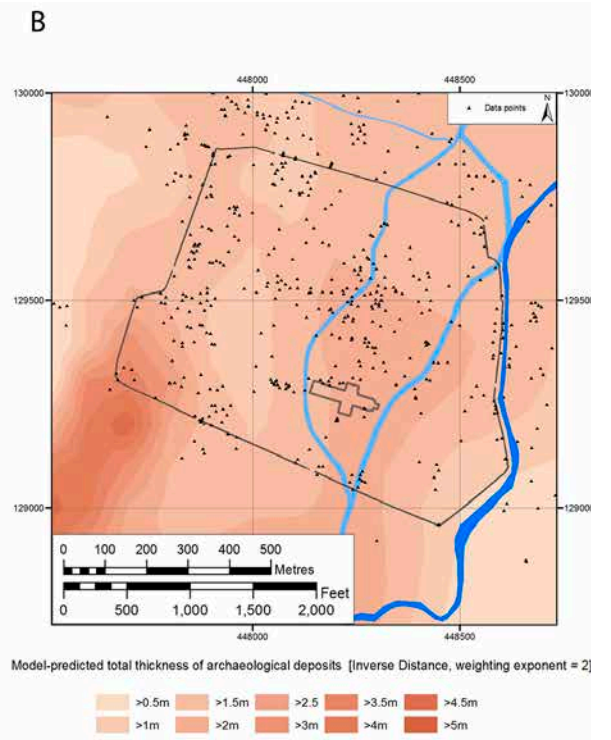 B
448000 448500
130000 130000
N
Data points
129500 129500
129000 129000
0 100 200 300 400 500
Metres
Feet
0 500 1,000 1,500 2,000
448000 448500
Model-predicted total thickness of archaeological deposits [Inverse Distance, weighting exponent = 2]
>0.5m >1.5m >2.5 >3.5m >4.5m
>1m >2m >3m >4m >5m